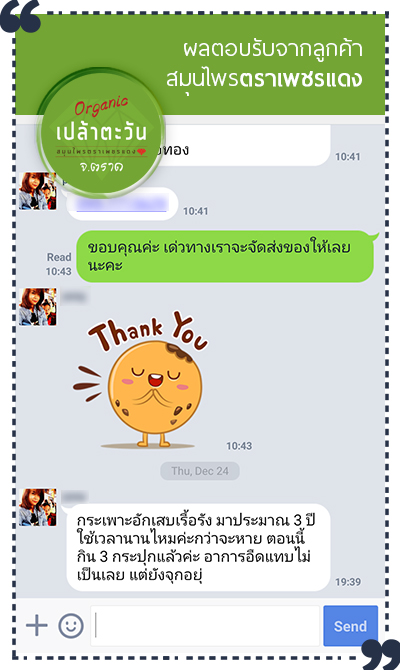 ผลตอบรับจากลูกค้า
สมุนไพรตราเพชรแดง
Organic
เปล้าตะวัน
สมุนไพรตราเพชรแดง
จ.ตราด
ทอง
10:41
10:41
ขอบคุณค่ะ เด่วทางเราจะจัดส่งของให้เลย
นะคะ
Read
10:43
Thank You
10:43
Thu, Dec 24
กระเพาะอักเสบเรื้อรัง มาประมาณ 3 ปี
ใช้เวลานานไหมค่ะกว่าจะหาย ตอนนี้
กิน 3 กระปุกแล้วค่ะ อาการอืดแทบไม่
เป็นเลย แต่ยังจุกอยุ่
19:39
Send